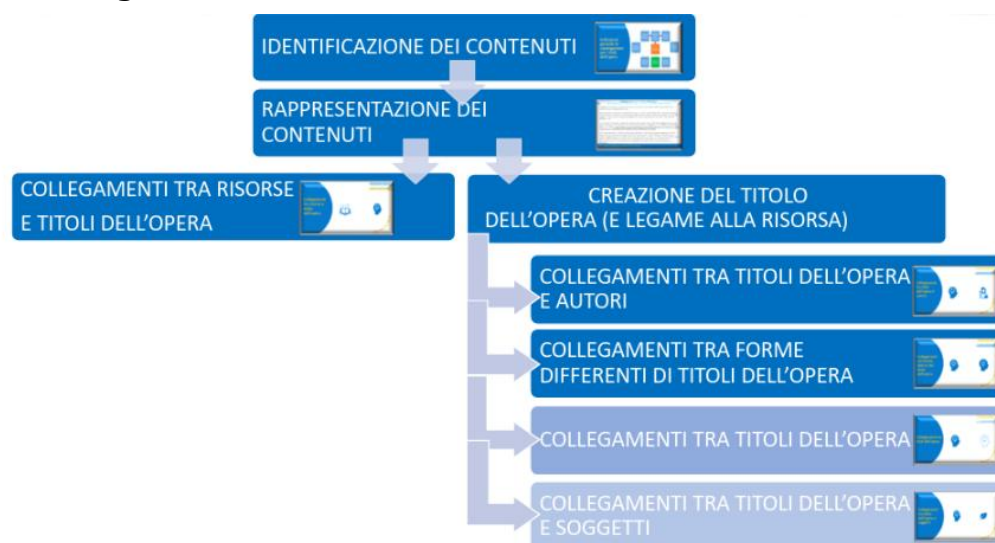 IDENTIFICAZIONE DEI CONTENUTI
RAPPRESENTAZIONE DEI
CONTENUTI
COLLEGAMENTI TRA RISORSE
E TITOLI DELL'OPERA
CREAZIONE DEL TITOLO
DELL'OPERA (E LEGAME ALLA RISORSA)
COLLEGAMENTI TRA TITOLI DELL'OPERA
E AUTORI
COLLEGAMENTI TRA FORME
DIFFERENTI DI TITOLI DELL'OPERA
COLLEGAMENTI TRA TITOLI DELL'OPERA
COLLEGAMENTI TRA TITOLI DELL'OPERA
E SOGGETTI